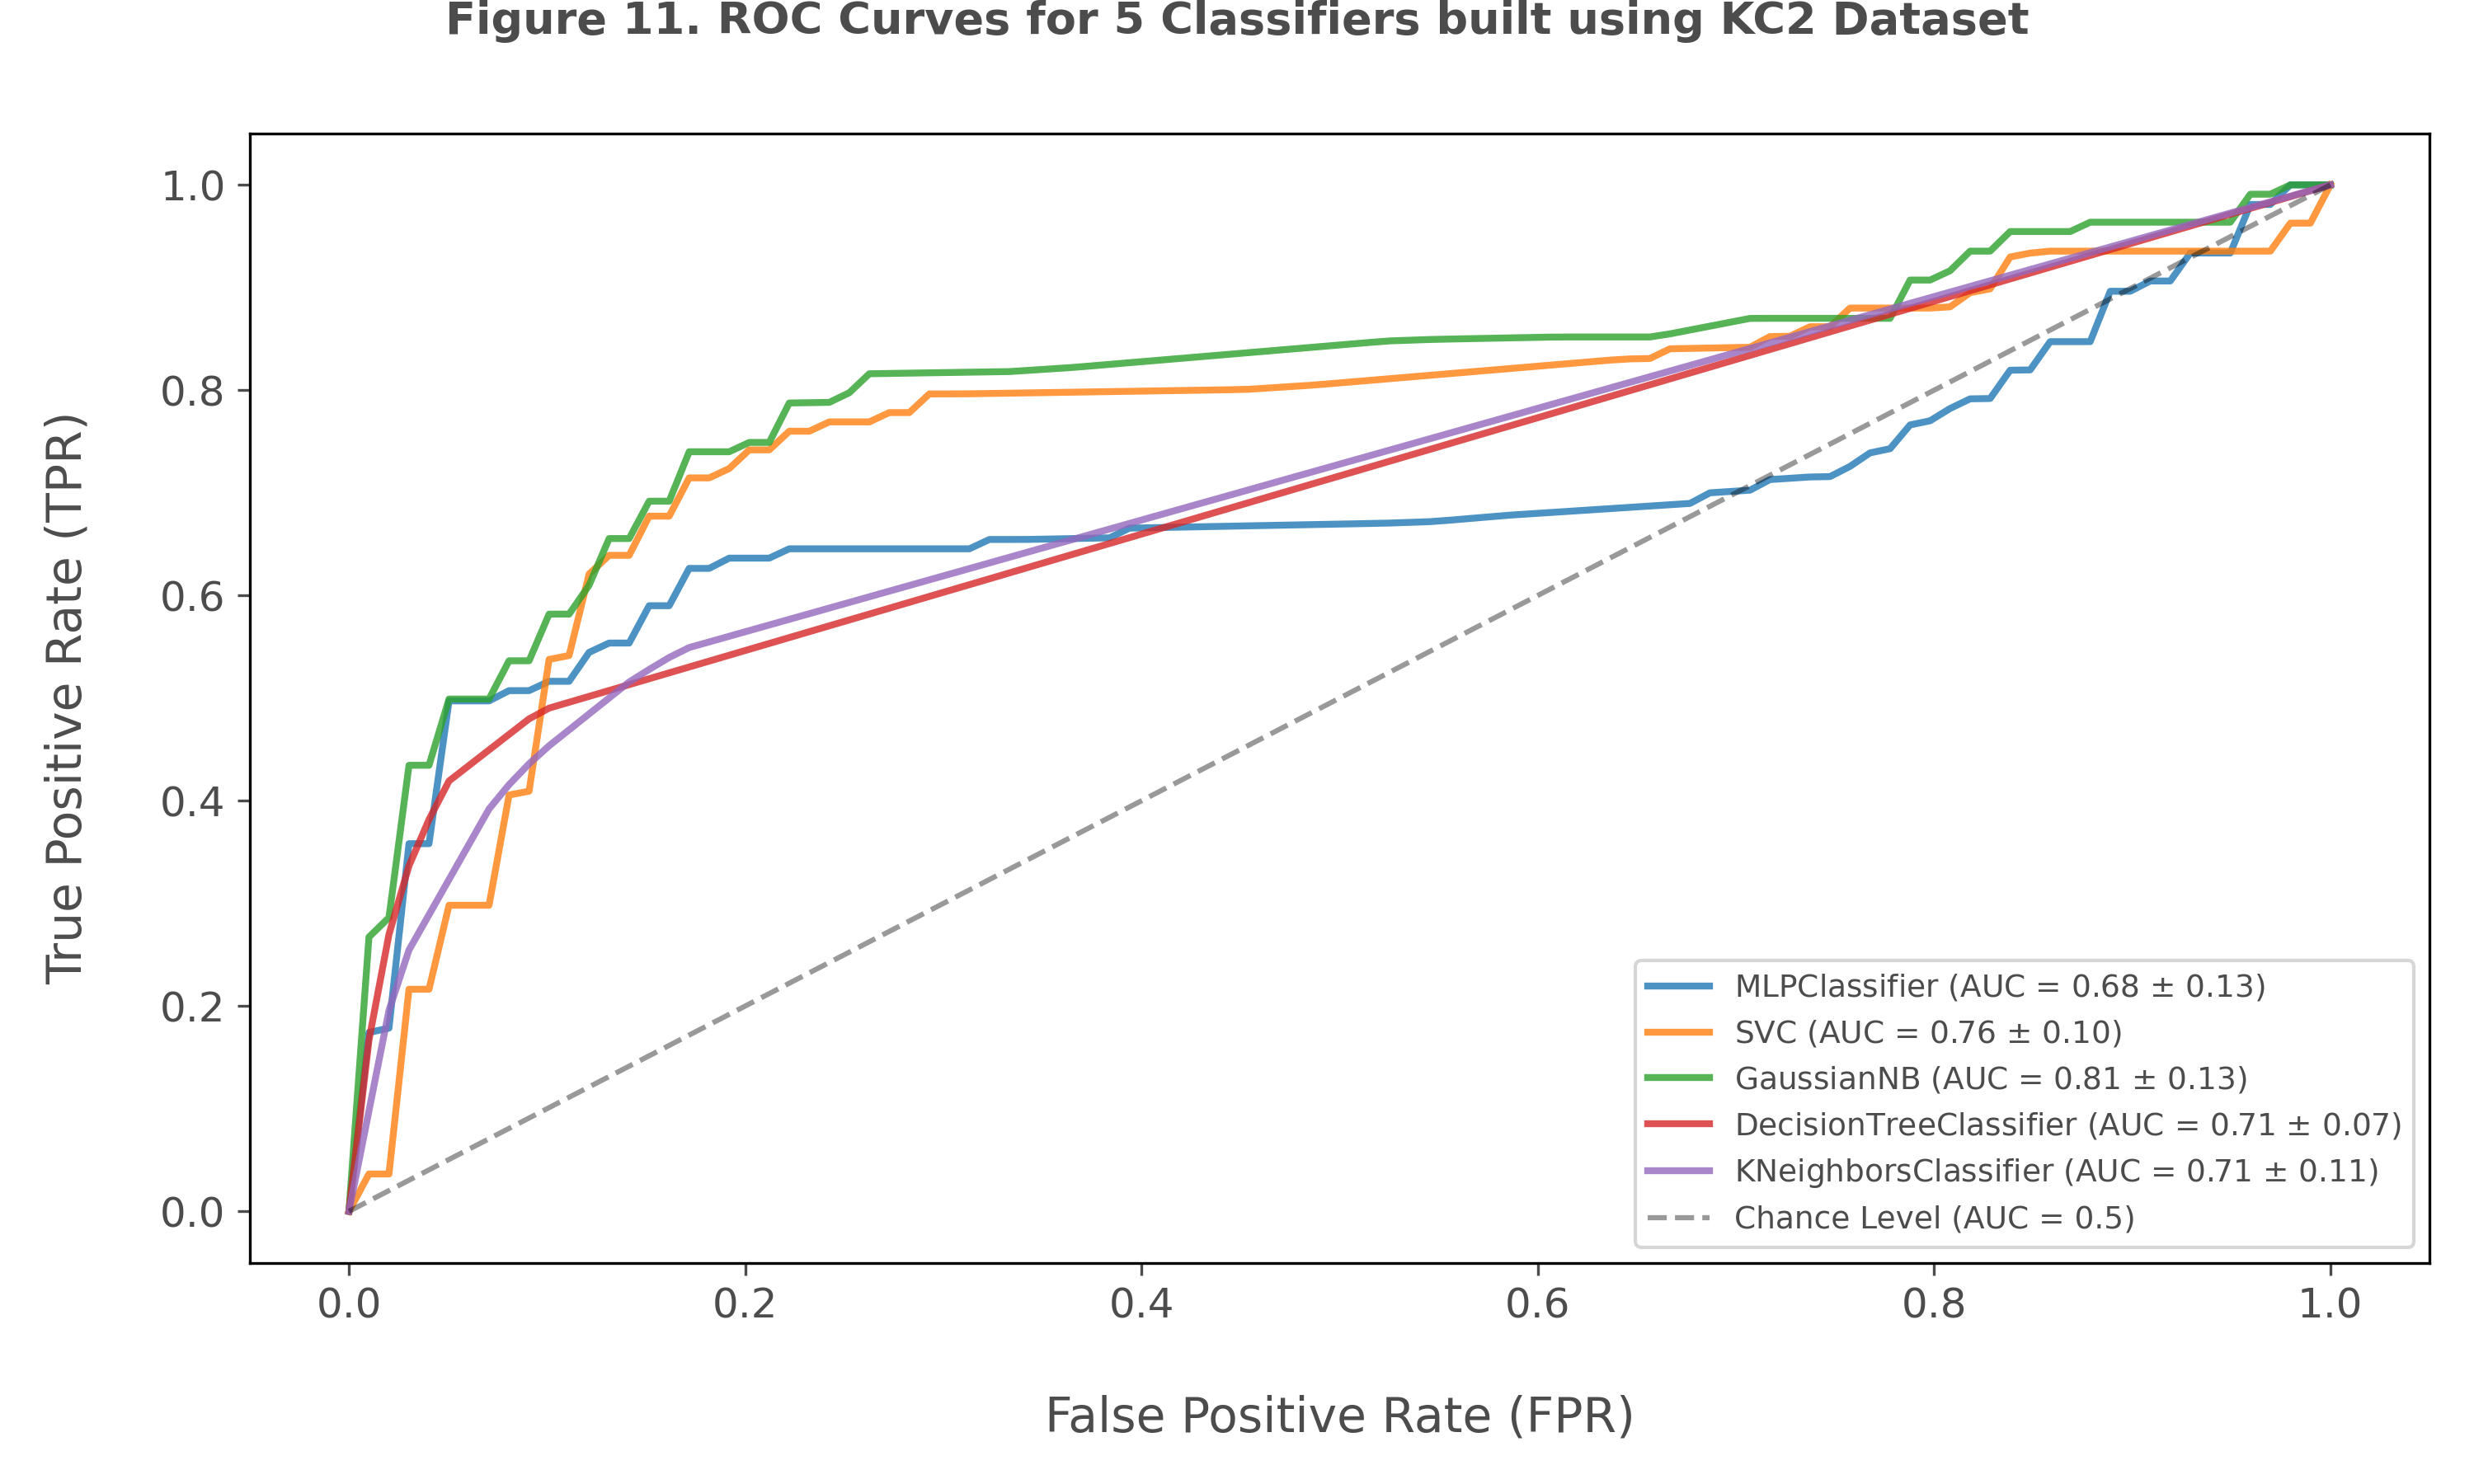 Figure 11. ROC Curves for 5 Classifiers built using KC2 Dataset
True Positive Rate (TPR)
1.0
0.8
0.6
0.4
0.2
0.0
MLPClassifier (AUC = 0.68 ± 0.13)
SVC (AUC = 0.76 ± 0.10)
GaussianNB (AUC = 0.81 ± 0.13)
DecisionTreeClassifier (AUC = 0.71 ± 0.07)
KNeighborsClassifier (AUC = 0.71 ± 0.11)
Chance Level (AUC = 0.5)
0.0 0.2 0.4 0.6 0.8 1.0
False Positive Rate (FPR)